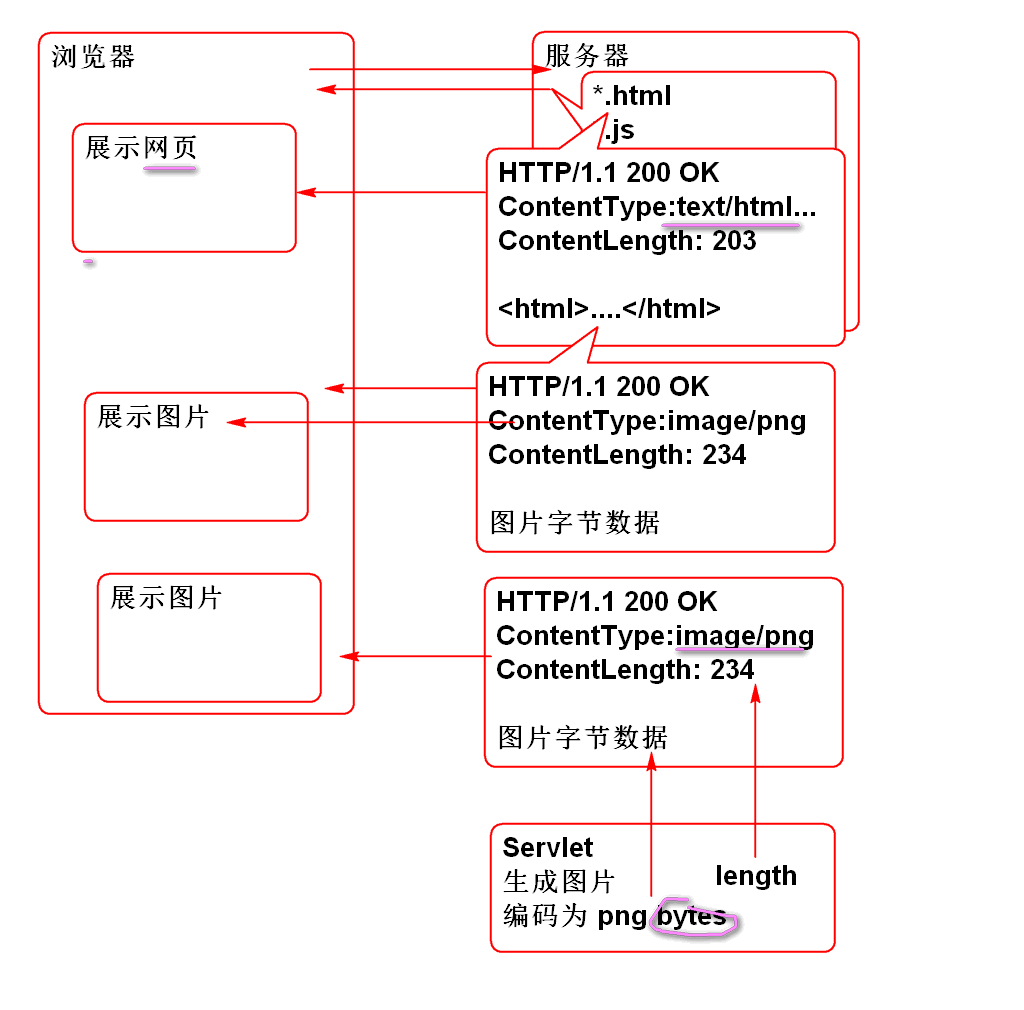 浏览器
展示网页
展示图片
展示图片
服务器
*.html
.js
HTTP/1.1 200 OK
ContentType:text/html...
ContentLength: 203
<html>....</html>
HTTP/1.1 200 OK
ContentType:image/png
ContentLength: 234
图片字节数据
HTTP/1.1 200 OK
ContentType:image/png
ContentLength: 234
图片字节数据
Servlet
生成图片
length
编码为 png bytes